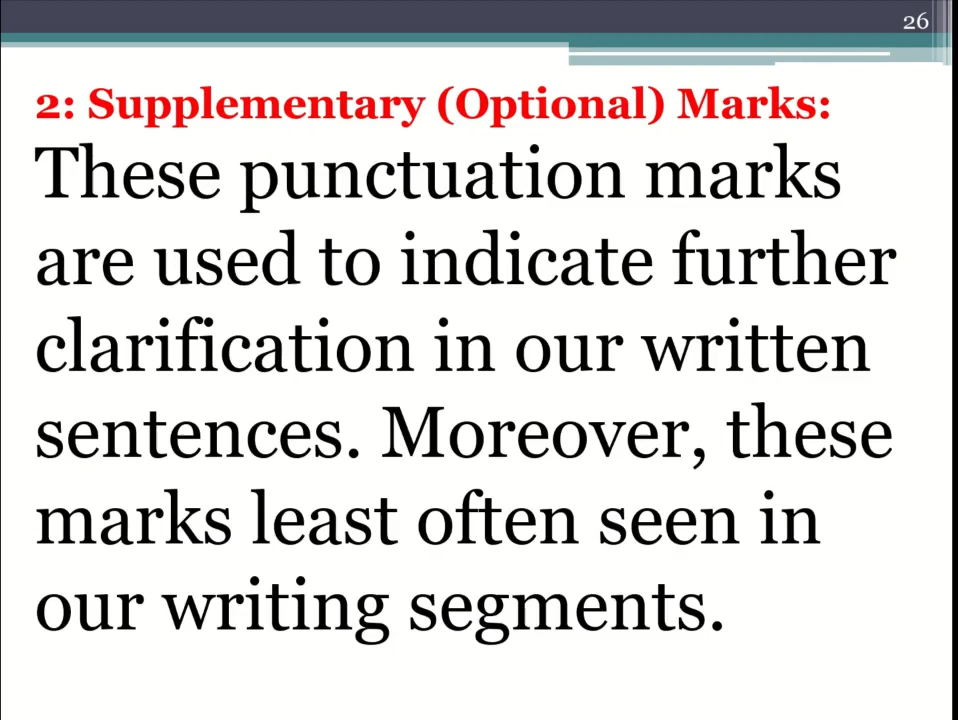 26
2: Supplementary (Optional) Marks:
These punctuation marks
are used to indicate further
clarification in our written
sentences. Moreover, these
marks least often seen in
our writing segments.